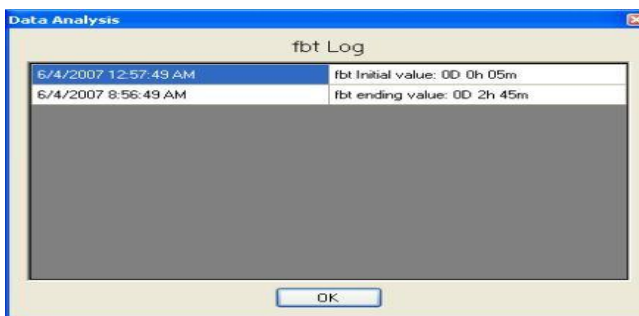 Data Analysis
fbt Log
6/4/2007 12:57:49 AM fbt Initial value: 0D 0h 05m
6/4/2007 8:56:49 AM fbt ending value: 0D 2h 45m
OK